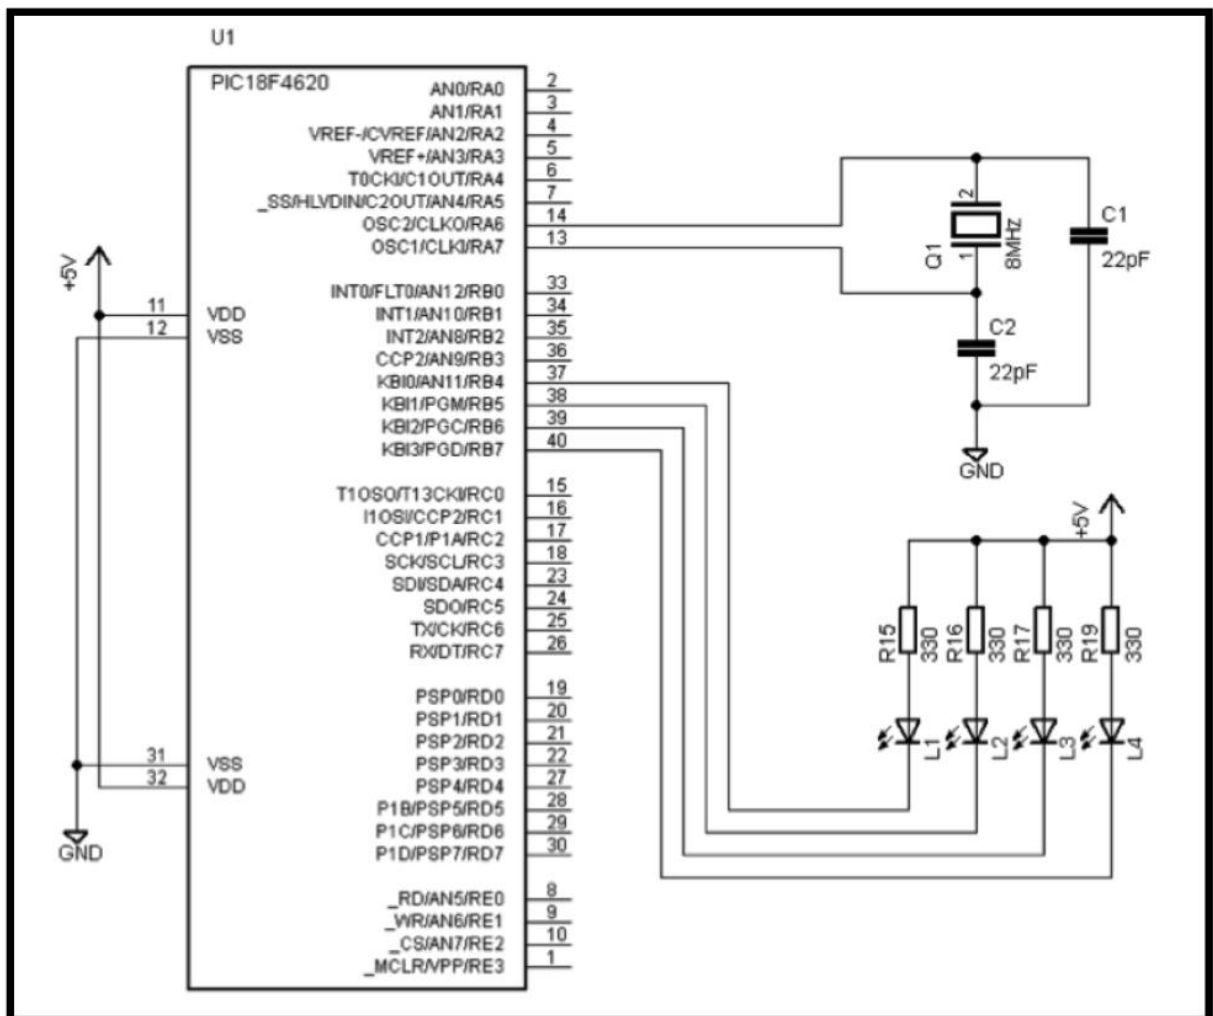 U1
PIC18F4620
AN0/RA0 2
AN1/RA1 3
VREF-/CVREF/AN2/RA2 4
VREF+/AN3/RA3 5
T0CKI/C1OUT/RA4 6
_SS/HLVDIN/C2OUT/AN4/RA5 7
OSC2/CLKO/RA6 14
OSC1/CLKI/RA7 13
INT0/FLT0/AN12/RB0 33
INT1/AN10/RB1 34
INT2/AN8/RB2 35
CCP2/AN9/RB3 36
KBI0/AN11/RB4 37
KBI1/PGM/RB5 38
KBI2/PGC/RB6 39
KBI3/PGD/RB7 40
T1OSO/T13CKI/RC0 15
I1OSI/CCP2/RC1 16
CCP1/P1A/RC2 17
SCK/SCL/RC3 18
SDI/SDA/RC4 23
SDO/RC5 24
TX/CK/RC6 25
RX/DT/RC7 26
PSP0/RD0 19
PSP1/RD1 20
PSP2/RD2 21
PSP3/RD3 22
PSP4/RD4 27
P1B/PSP5/RD5 28
P1C/PSP6/RD6 29
P1D/PSP7/RD7 30
_RD/AN5/RE0 8
_WR/AN6/RE1 9
_CS/AN7/RE2 10
_MCLR/VPP/RE3 1
+5V
11 VDD
12 VSS
31 VSS
32 VDD
GND
Q1
2
1
8MHZ
C1
22pF
C2
22pF
GND
+5V
R15 330
R16 330
R17 330
R19 330
L1
L2
L3
L4